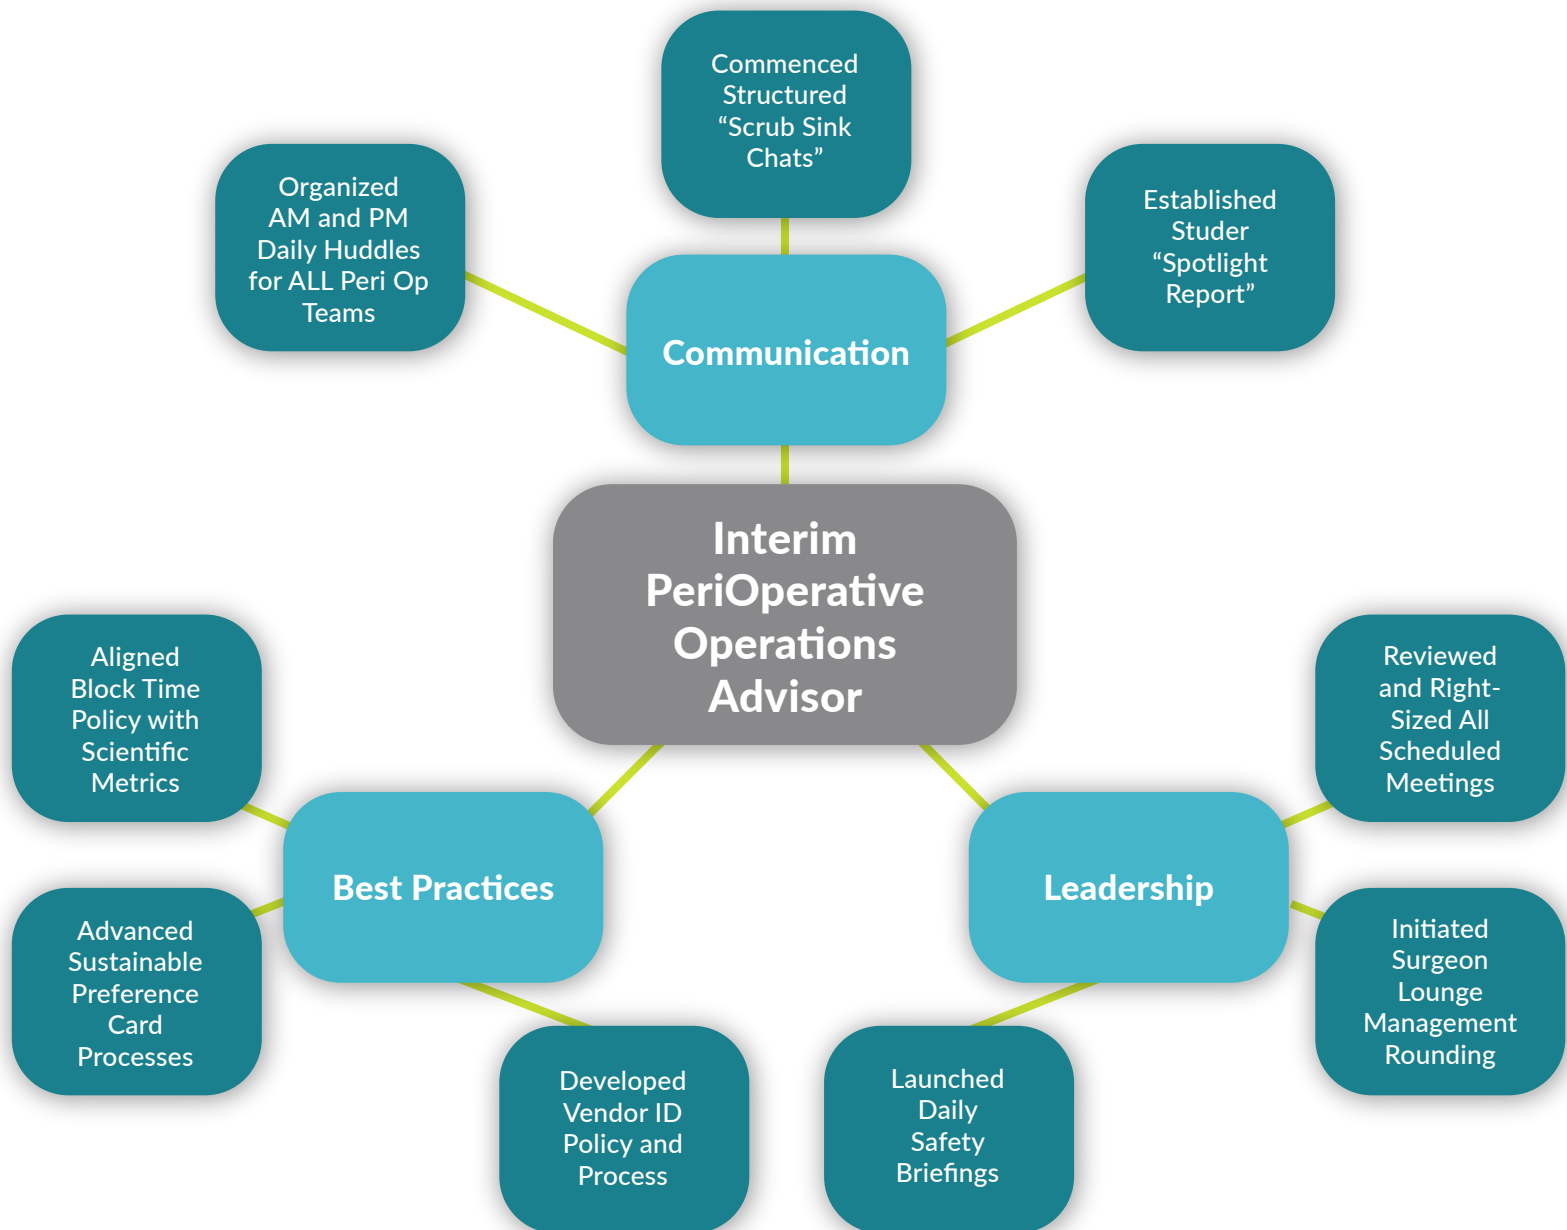 Commenced
Structured
“Scrub Sink
Chats”
Organized
AM and PM
Daily Huddles
for ALL Peri Op
Teams
Established
Studer
“Spotlight
Report”
Communication
Interim
PeriOperative
Operations
Advisor
Aligned
Block Time
Policy with
Scientific
Metrics
Reviewed
and Right-
Sized All
Scheduled
Meetings
Best Practices
Leadership
Advanced
Sustainable
Preference
Card
Processes
Initiated
Surgeon
Lounge
Management
Rounding
Developed
Vendor ID
Policy and
Process
Launched
Daily
Safety
Briefings